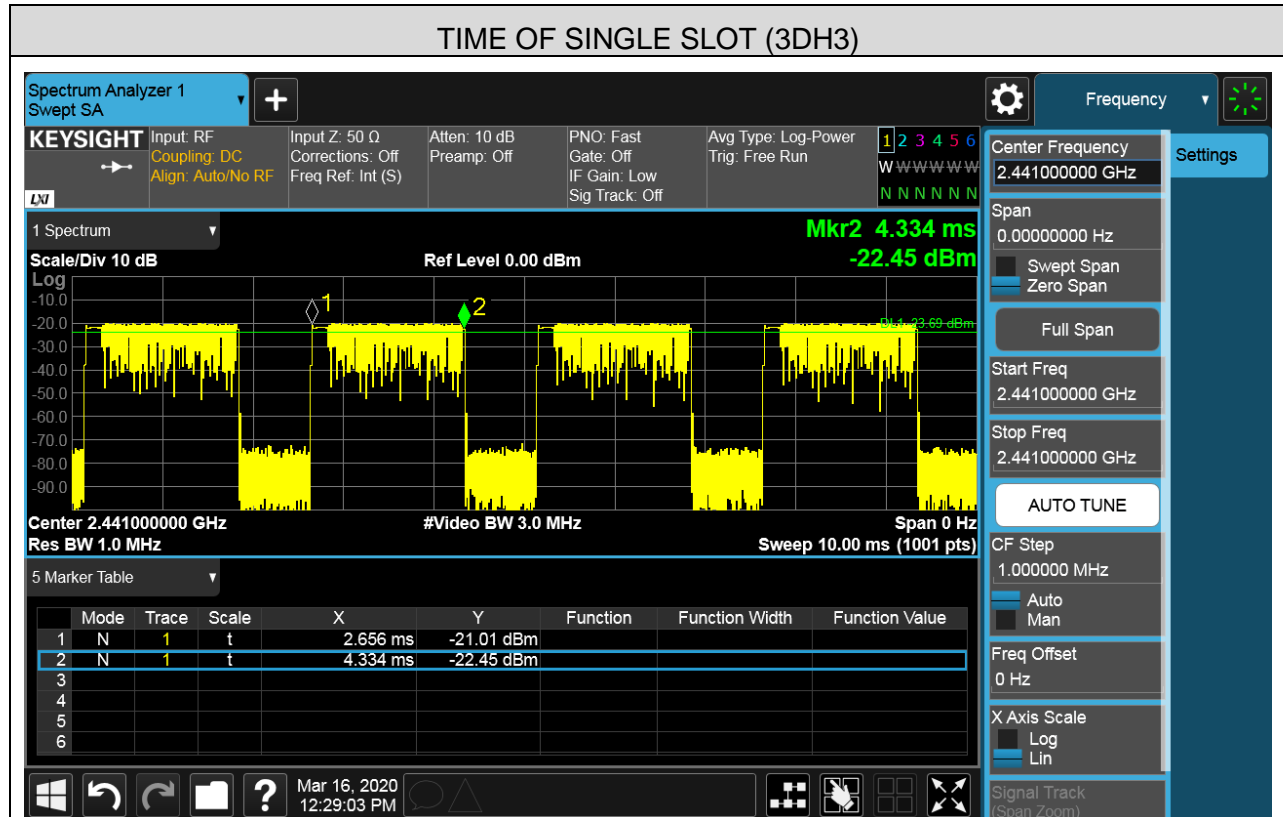 TIME OF SINGLE SLOT (3DH3)
Spectrum Analyzer 1
Swept SA
+
Frequency
KEYSIGHT
LXI
Input: RF
Coupling: DC
Align: Auto/No RF
Input Z: 50 Ω
Corrections: Off
Freq Ref: Int (S)
Atten: 10 dB
Preamp: Off
PNO: Fast
Gate: Off
IF Gain: Low
Sig Track: Off
Avg Type: Log-Power
Trig: Free Run
1 2 3 4 5 6
W W W W W W
N N N N N N
1 Spectrum
Mkr2 4.334 ms
Scale/Div 10 dB
Ref Level 0.00 dBm
-22.45 dBm
Log
-10.0
-20.0
-30.0
-40.0
-50.0
-60.0
-70.0
-80.0
-90.0
1
2
DL1 -23.69 dBm
Center 2.441000000 GHz
#Video BW 3.0 MHz
Span 0 Hz
Res BW 1.0 MHz
Sweep 10.00 ms (1001 pts)
5 Marker Table
Mode Trace Scale X Y Function Function Width Function Value
1 N 1 t 2.656 ms -21.01 dBm
2 N 1 t 4.334 ms -22.45 dBm
3
4
5
6
?
Mar 16, 2020
12:29:03 PM
Center Frequency
2.441000000 GHz
Settings
Span
0.00000000 Hz
Swept Span
Zero Span
Full Span
Start Freq
2.441000000 GHz
Stop Freq
2.441000000 GHz
AUTO TUNE
CF Step
1.000000 MHz
Auto
Man
Freq Offset
0 Hz
X Axis Scale
Log
Lin
Signal Track
(Span Zoom)